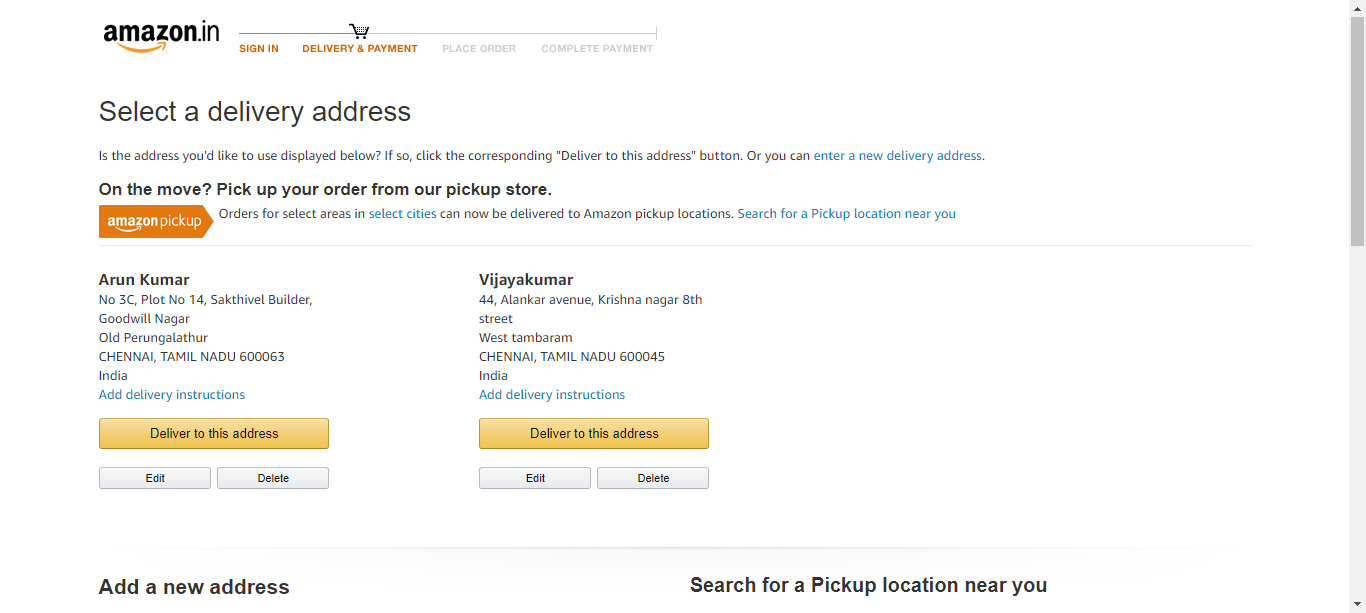 amazon.in
SIGN IN DELIVERY & PAYMENT PLACE ORDER COMPLETE PAYMENT
Select a delivery address
Is the address you'd like to use displayed below? If so, click the corresponding "Deliver to this address" button. Or you can enter a new delivery address.
On the move? Pick up your order from our pickup store.
amazonpickup Orders for select areas in select cities can now be delivered to Amazon pickup locations. Search for a Pickup location near you
Arun Kumar
No 3C, Plot No 14, Sakthivel Builder,
Goodwill Nagar
Old Perungalathur
CHENNAI, TAMIL NADU 600063
India
Add delivery instructions
Deliver to this address
Edit Delete
Vijayakumar
44, Alankar avenue, Krishna nagar 8th
street
West tambaram
CHENNAI, TAMIL NADU 600045
India
Add delivery instructions
Deliver to this address
Edit Delete
Add a new address
Search for a Pickup location near you